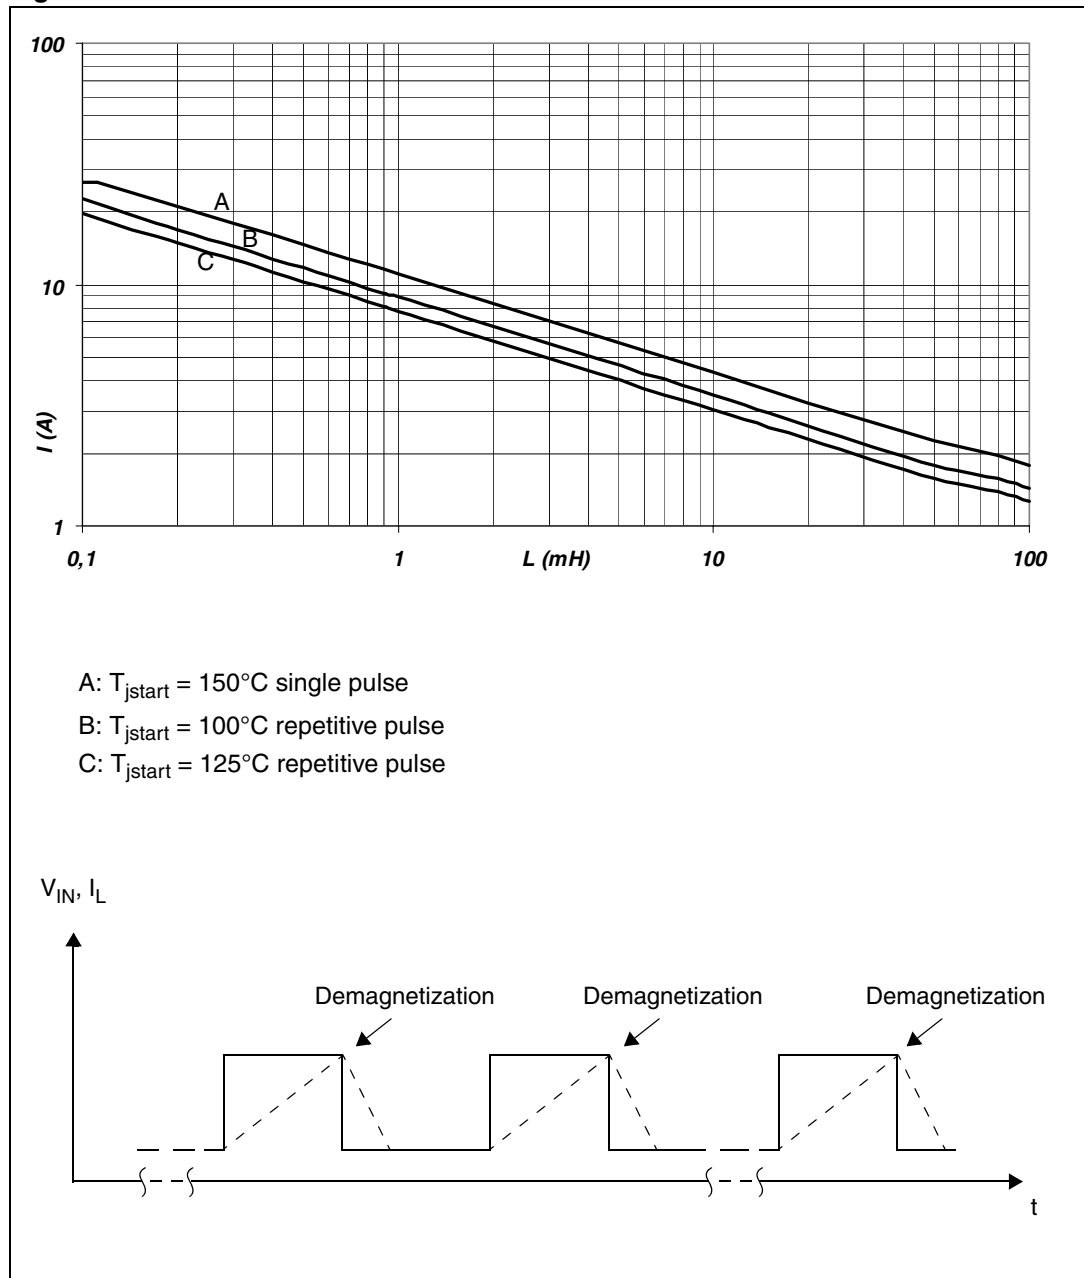 100
A
B
C
10
I (A)
1
0,1 1 L (mH) 10 100
A: Tjstart = 150°C single pulse
B: Tjstart = 100°C repetitive pulse
C: Tjstart = 125°C repetitive pulse
VIN, IL
Demagnetization Demagnetization Demagnetization
t